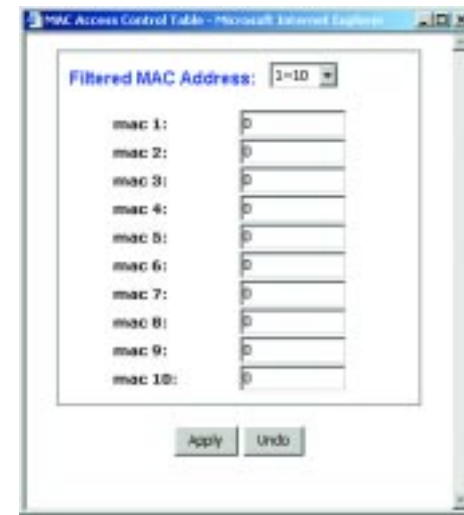 MAC Access Control Table - Microsoft Internet Explorer
Filtered MAC Address: 1~10
mac 1: 0
mac 2: 0
mac 3: 0
mac 4: 0
mac 5: 0
mac 6: 0
mac 7: 0
mac 8: 0
mac 9: 0
mac 10: 0
Apply Undo